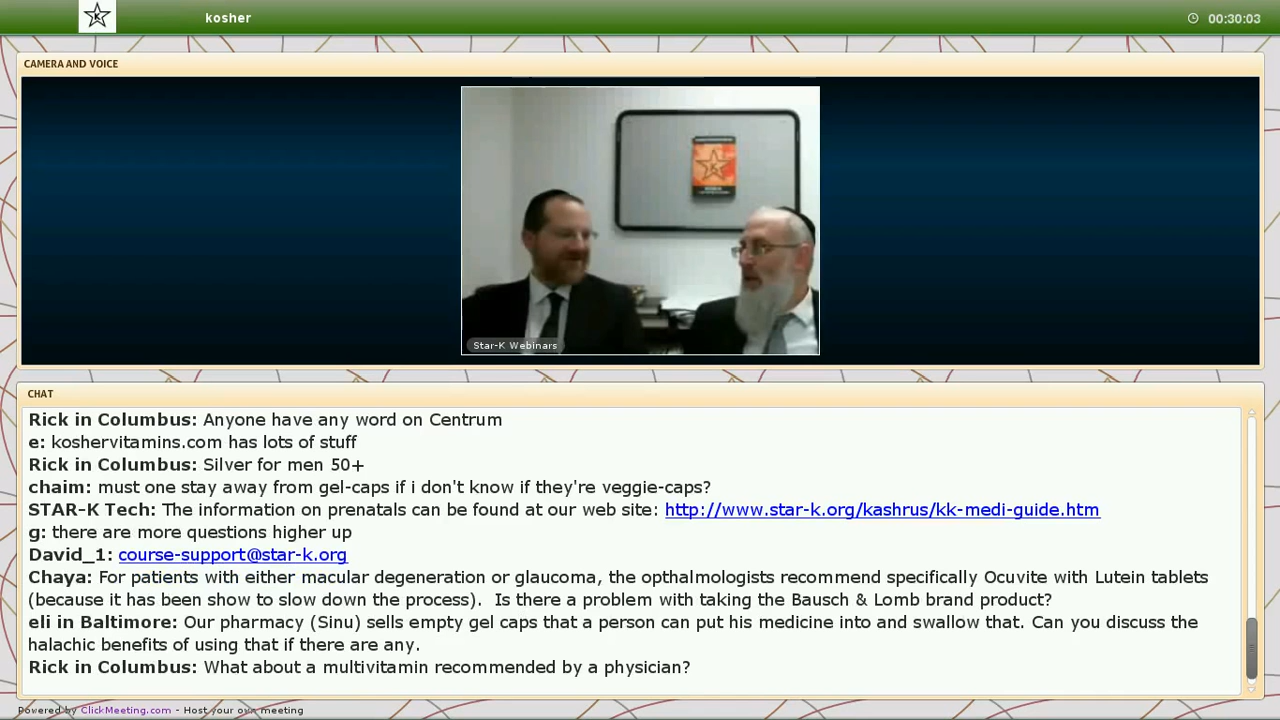 K
kosher
00:30:03
CAMERA AND VOICE
K
Star-K Webinars
CHAT
Rick in Columbus: Anyone have any word on Centrum
e: koshervitamins.com has lots of stuff
Rick in Columbus: Silver for men 50+
chaim: must one stay away from gel-caps if i don't know if they're veggie-caps?
STAR-K Tech: The information on prenatals can be found at our web site: http://www.star-k.org/kashrus/kk-medi-guide.htm
g: there are more questions higher up
David_1: course-support@star-k.org
Chaya: For patients with either macular degeneration or glaucoma, the opthalmologists recommend specifically Ocuvite with Lutein tablets
(because it has been show to slow down the process).  Is there a problem with taking the Bausch & Lomb brand product?
eli in Baltimore: Our pharmacy (Sinu) sells empty gel caps that a person can put his medicine into and swallow that. Can you discuss the
halachic benefits of using that if there are any.
Rick in Columbus: What about a multivitamin recommended by a physician?
Powered by ClickMeeting.com - Host your own meeting